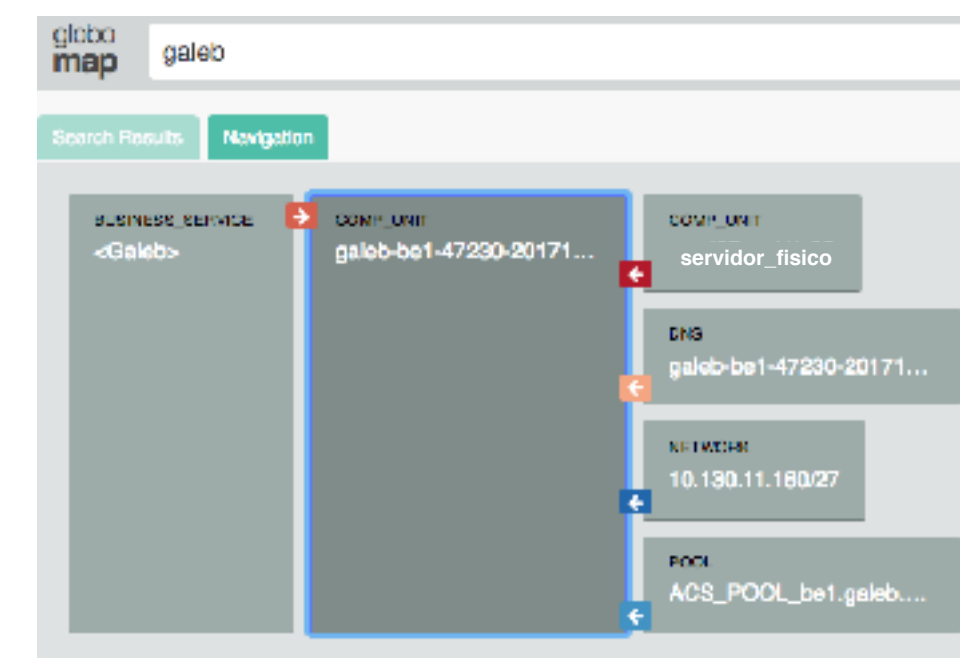 globo
map
galeb
Search Results
Navigation
BUSINESS_SERVICE
<Galeb>
COMP_UNIT
galeb-be1-47230-20171...
COMP_UNIT
servidor_fisico
DNS
galeb-be1-47230-20171...
NETWORK
10.130.11.160/27
POOL
ACS_POOL_be1.galeb....